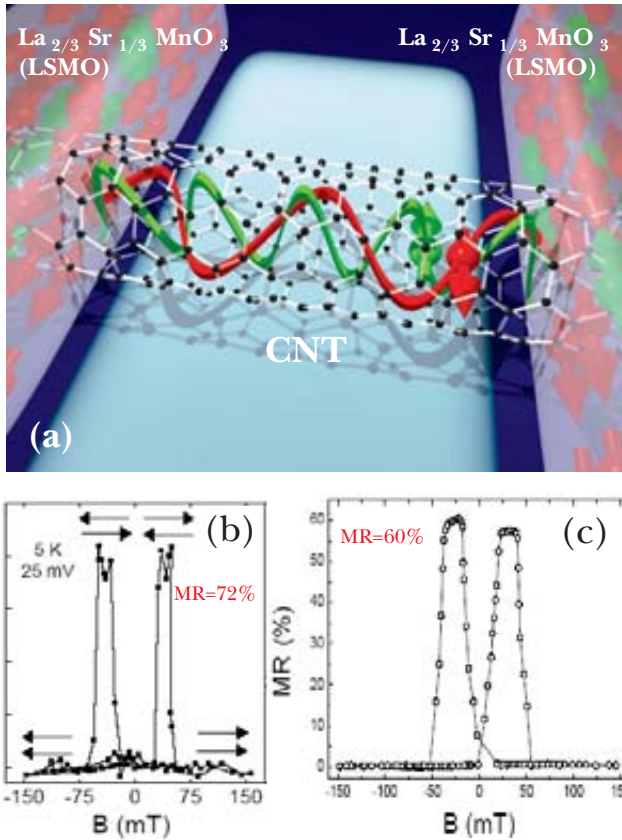 La 2/3 Sr 1/3 MnO 3
(LSMO)
La 2/3 Sr 1/3 MnO 3
(LSMO)
CNT
(a)
(b)
5 K
25 mV
MR=72%
-150 -75 0 75 150
B (mT)
(c)
MR=60%
MR (%)
60
50
40
30
20
10
0
-150 -100 -50 0 50 100 150
B (mT)